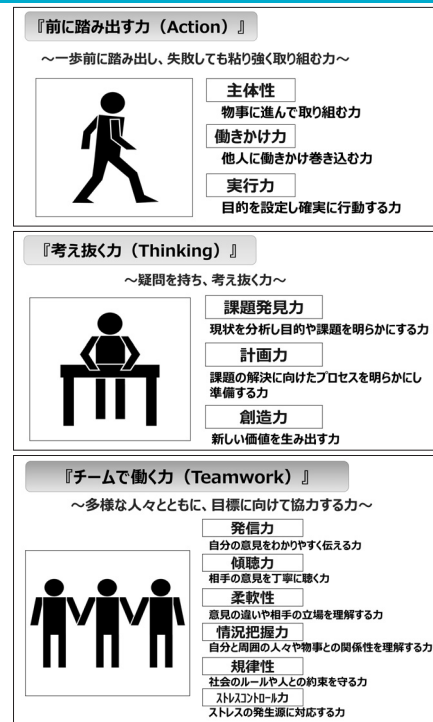 『前に踏み出す力（Action）』
～一歩前に踏み出し、失敗しても粘り強く取り組む力～
主体性
物事に進んで取り組む力
働きかけ力
他人に働きかけ巻き込む力
実行力
目的を設定し確実に行動する力
『考え抜く力（Thinking）』
～疑問を持ち、考え抜く力～
課題発見力
現状を分析し目的や課題を明らかにする力
計画力
課題の解決に向けたプロセスを明らかにし
準備する力
創造力
新しい価値を生み出す力
『チームで働く力（Teamwork）』
～多様な人々とともに、目標に向けて協力する力～
発信力
自分の意見をわかりやすく伝える力
傾聴力
相手の意見を丁寧に聴く力
柔軟性
意見の違いや相手の立場を理解する力
情況把握力
自分と周囲の人々や物事との関係性を理解する力
規律性
社会のルールや人との約束を守る力
ストレスコントロール力
ストレスの発生源に対応する力